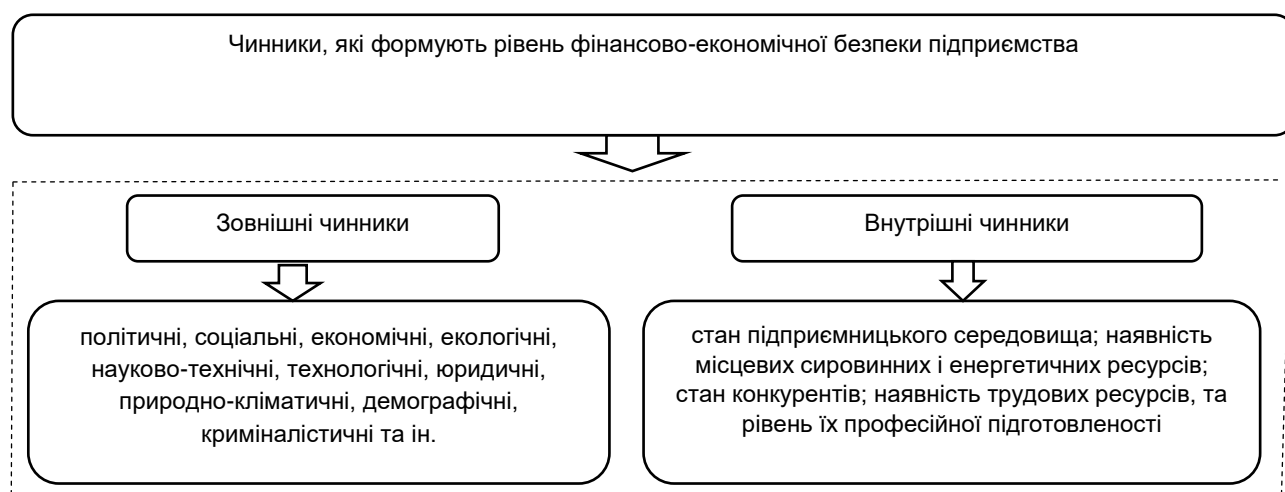 Чинники, які формують рівень фінансово-економічної безпеки підприємства
Зовнішні чинники
Внутрішні чинники
політичні, соціальні, економічні, екологічні,
науково-технічні, технологічні, юридичні,
природно-кліматичні, демографічні,
криміналістичні та ін.
стан підприємницького середовища; наявність
місцевих сировинних і енергетичних ресурсів;
стан конкурентів; наявність трудових ресурсів, та
рівень їх професійної підготовленості